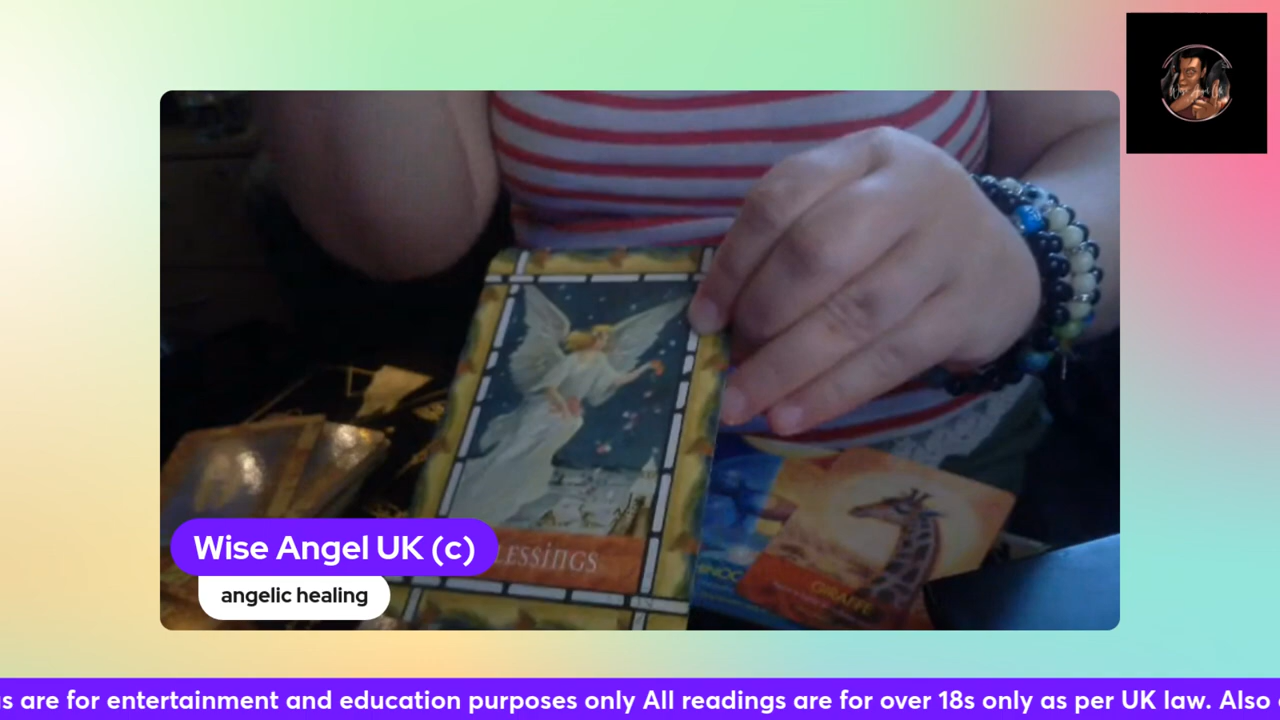 Wise Angel UK (c)
angelic healing
LESSINGS
GIRAFFE
s are for entertainment and education purposes only All readings are for over 18s only as per UK law. Also